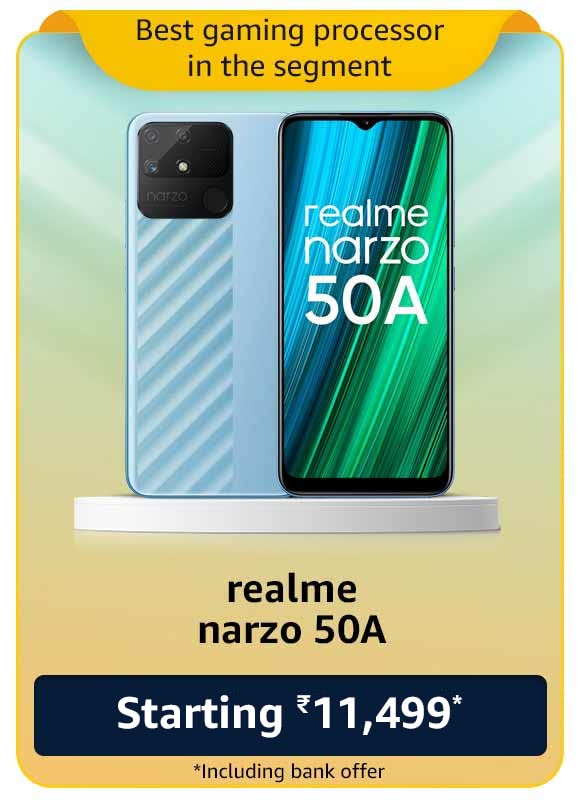 Best gaming processor
in the segment
narzo
realme
narzo
50A
realme
narzo 50A
Starting ₹11,499*
*Including bank offer